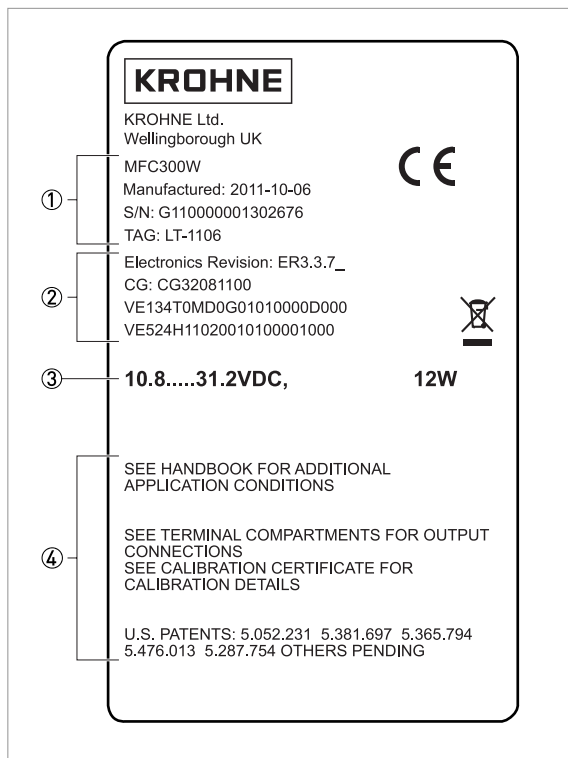 KROHNE
KROHNE Ltd.
Wellingborough UK
CE
① MFC300W
Manufactured: 2011-10-06
S/N: G110000001302676
TAG: LT-1106
② Electronics Revision: ER3.3.7_
CG: CG32081100
VE134T0MD0G01010000D000
VE524H11020010100001000
③ 10.8.....31.2VDC, 12W
④ SEE HANDBOOK FOR ADDITIONAL
APPLICATION CONDITIONS
SEE TERMINAL COMPARTMENTS FOR OUTPUT
CONNECTIONS
SEE CALIBRATION CERTIFICATE FOR
CALIBRATION DETAILS
U.S. PATENTS: 5.052.231 5.381.697 5.365.794
5.476.013 5.287.754 OTHERS PENDING